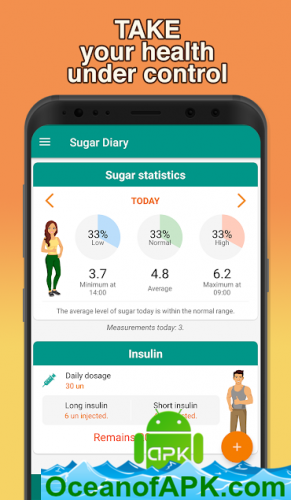 TAKE
your health
under control
Sugar Diary
Sugar statistics
TODAY
33% 33% 33%
Low Normal High
3.7 4.8 6.2
Minimum at
14:00
Average
Maximum at
09:00
The average level of sugar today is within the normal range.
Measurements today: 3.
Insulin
Daily dosage
30 un
Long insulin Short insulin
6 un injected.
Remains
+
APK
OceanofAPK.com